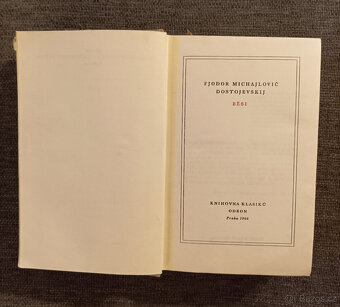 FJODOR MICHAJLOVIČ
DOSTOJEVSKIJ
BĚSI
KNIHOVNA KLASIKŮ
ODEON
Praha 1966